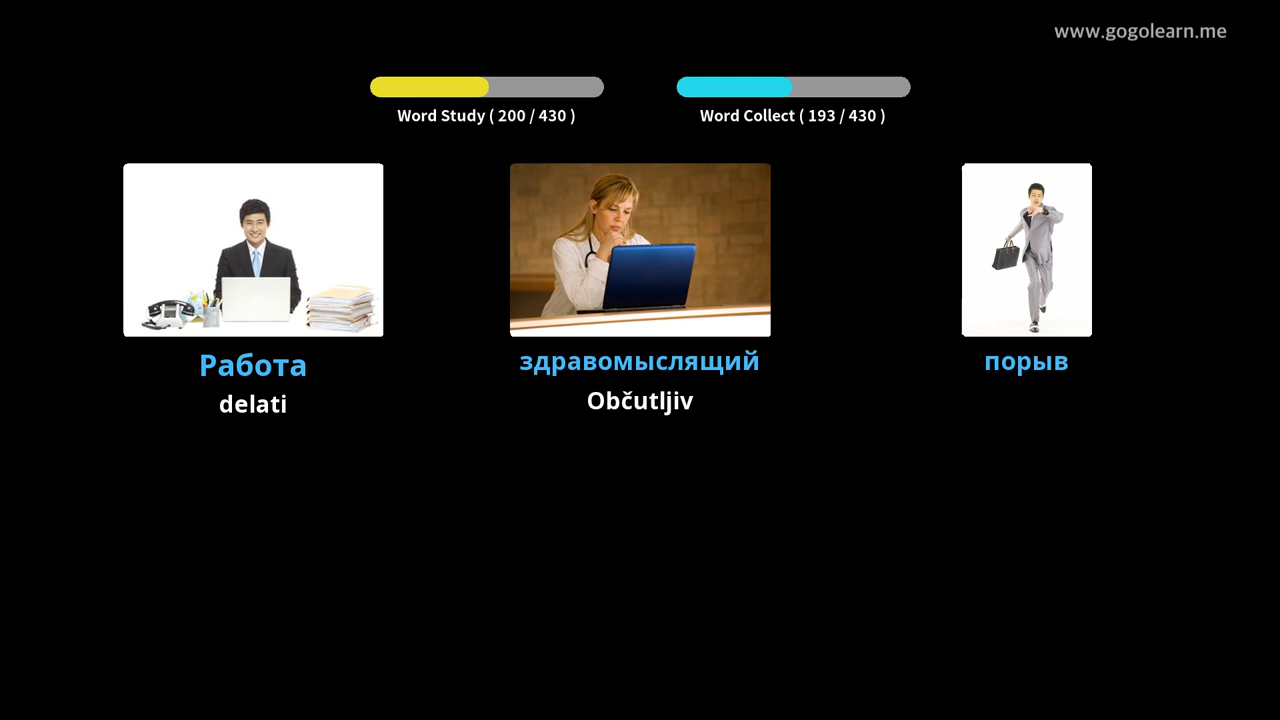 www.gogolearn.me
Word Study ( 200 / 430 )
Word Collect ( 193 / 430 )
Работа
delati
здравомыслящий
Občutljiv
порыв